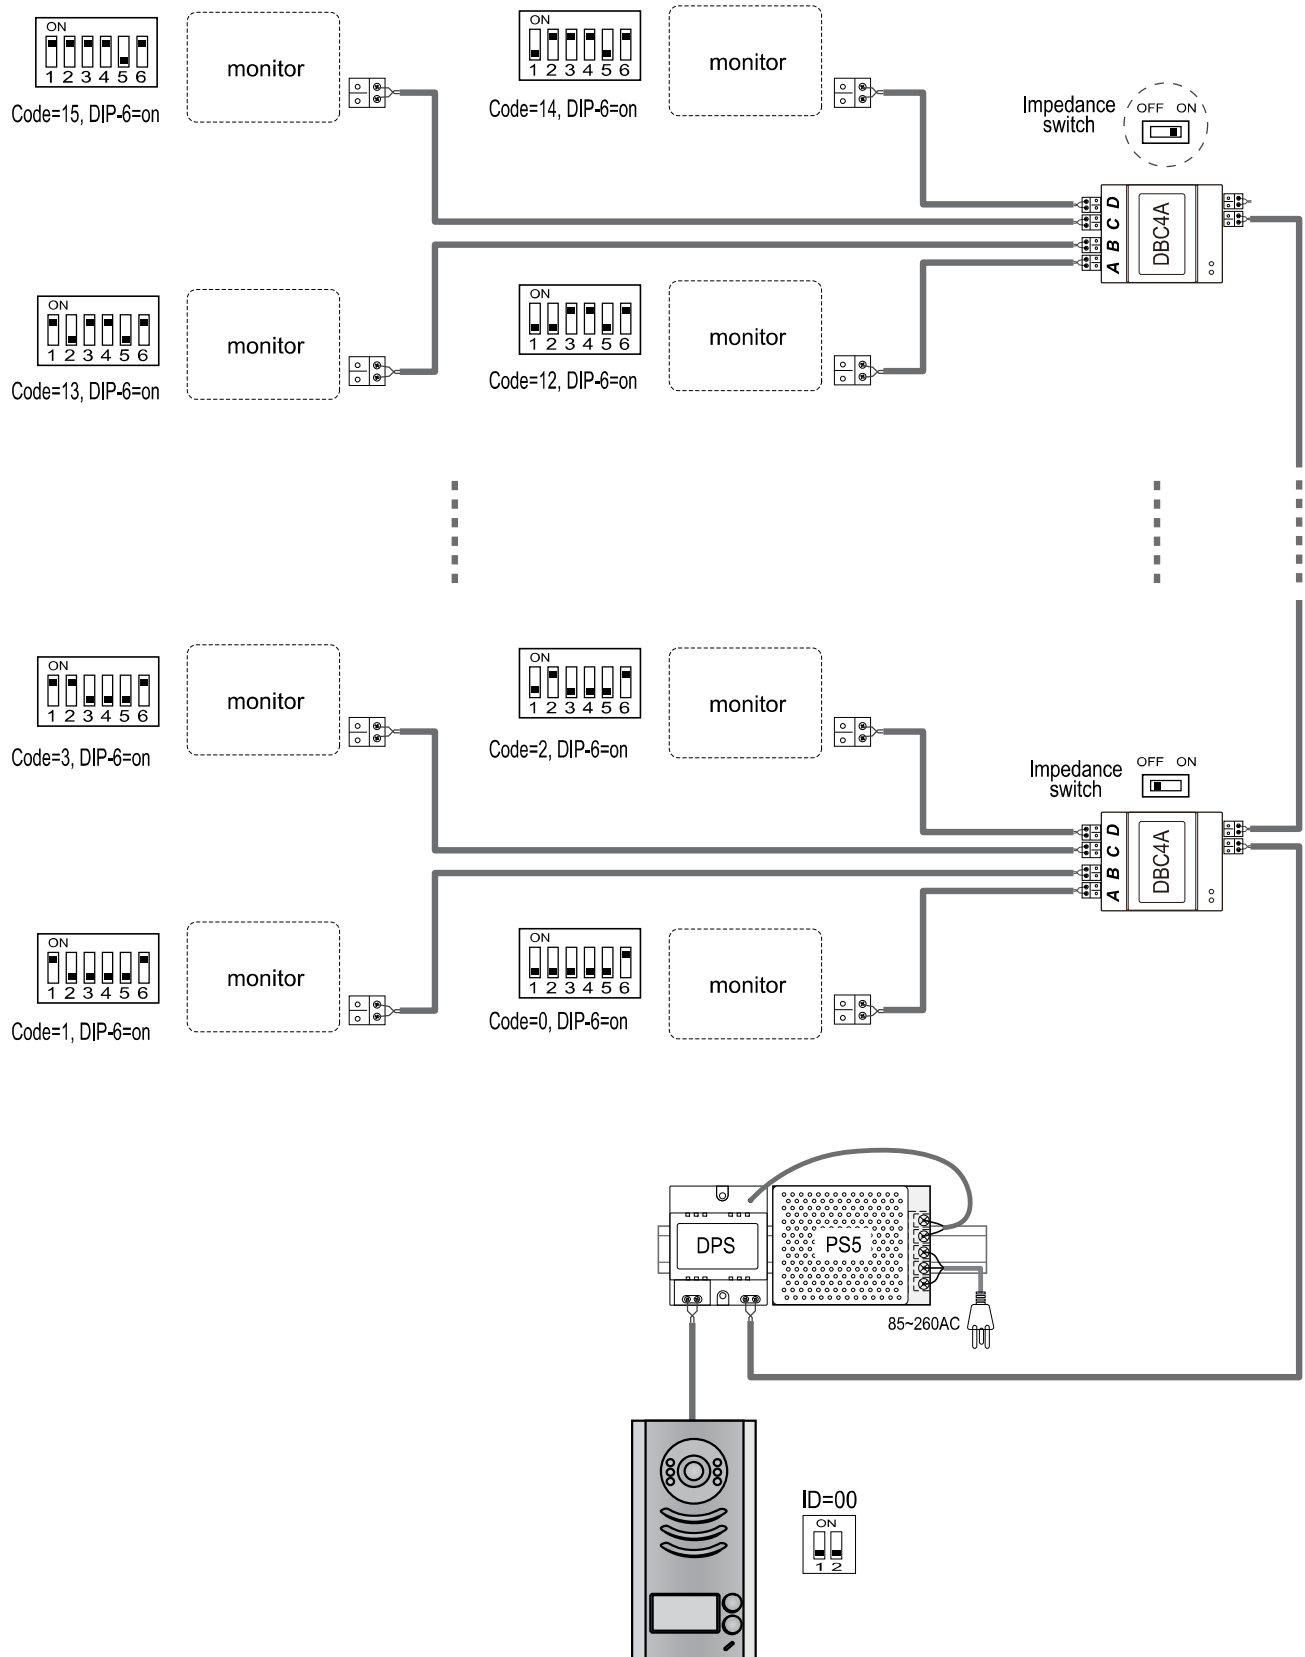 ON
1 2 3 4 5 6
Code=15, DIP-6=on
monitor
ON
1 2 3 4 5 6
Code=14, DIP-6=on
monitor
Impedance
switch
OFF ON
D
C
B
A
DBC4A
ON
1 2 3 4 5 6
Code=13, DIP-6=on
monitor
ON
1 2 3 4 5 6
Code=12, DIP-6=on
monitor
ON
1 2 3 4 5 6
Code=3, DIP-6=on
monitor
ON
1 2 3 4 5 6
Code=2, DIP-6=on
monitor
Impedance
switch
OFF ON
D
C
B
A
DBC4A
ON
1 2 3 4 5 6
Code=1, DIP-6=on
monitor
ON
1 2 3 4 5 6
Code=0, DIP-6=on
monitor
DPS
PS5
85~260AC
ID=00
ON
1 2